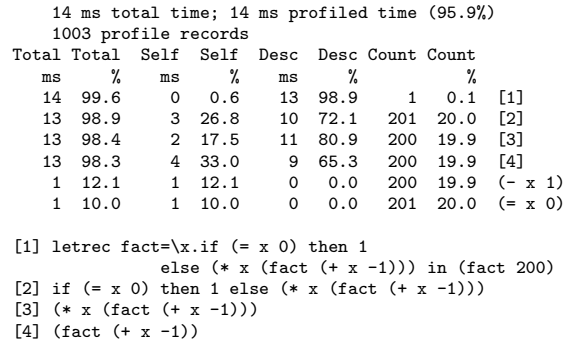 14 ms total time; 14 ms profiled time (95.9%)
1003 profile records
Total Total Self Self Desc Desc Count Count
ms % ms % ms % %
14 99.6 0 0.6 13 98.9 1 0.1 [1]
13 98.9 3 26.8 10 72.1 201 20.0 [2]
13 98.4 2 17.5 11 80.9 200 19.9 [3]
13 98.3 4 33.0 9 65.3 200 19.9 [4]
1 12.1 1 12.1 0 0.0 200 19.9 (- x 1)
1 10.0 1 10.0 0 0.0 201 20.0 (= x 0)
[1] letrec fact=\x.if (= x 0) then 1
else (* x (fact (+ x -1))) in (fact 200)
[2] if (= x 0) then 1 else (* x (fact (+ x -1)))
[3] (* x (fact (+ x -1)))
[4] (fact (+ x -1))